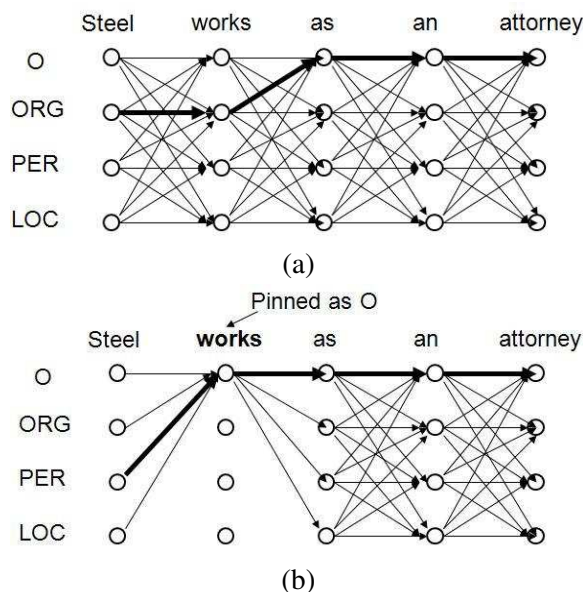 Steel works as an attorney
O
ORG
PER
LOC
(a)
Pinned as O
Steel works as an attorney
O
ORG
PER
LOC
(b)